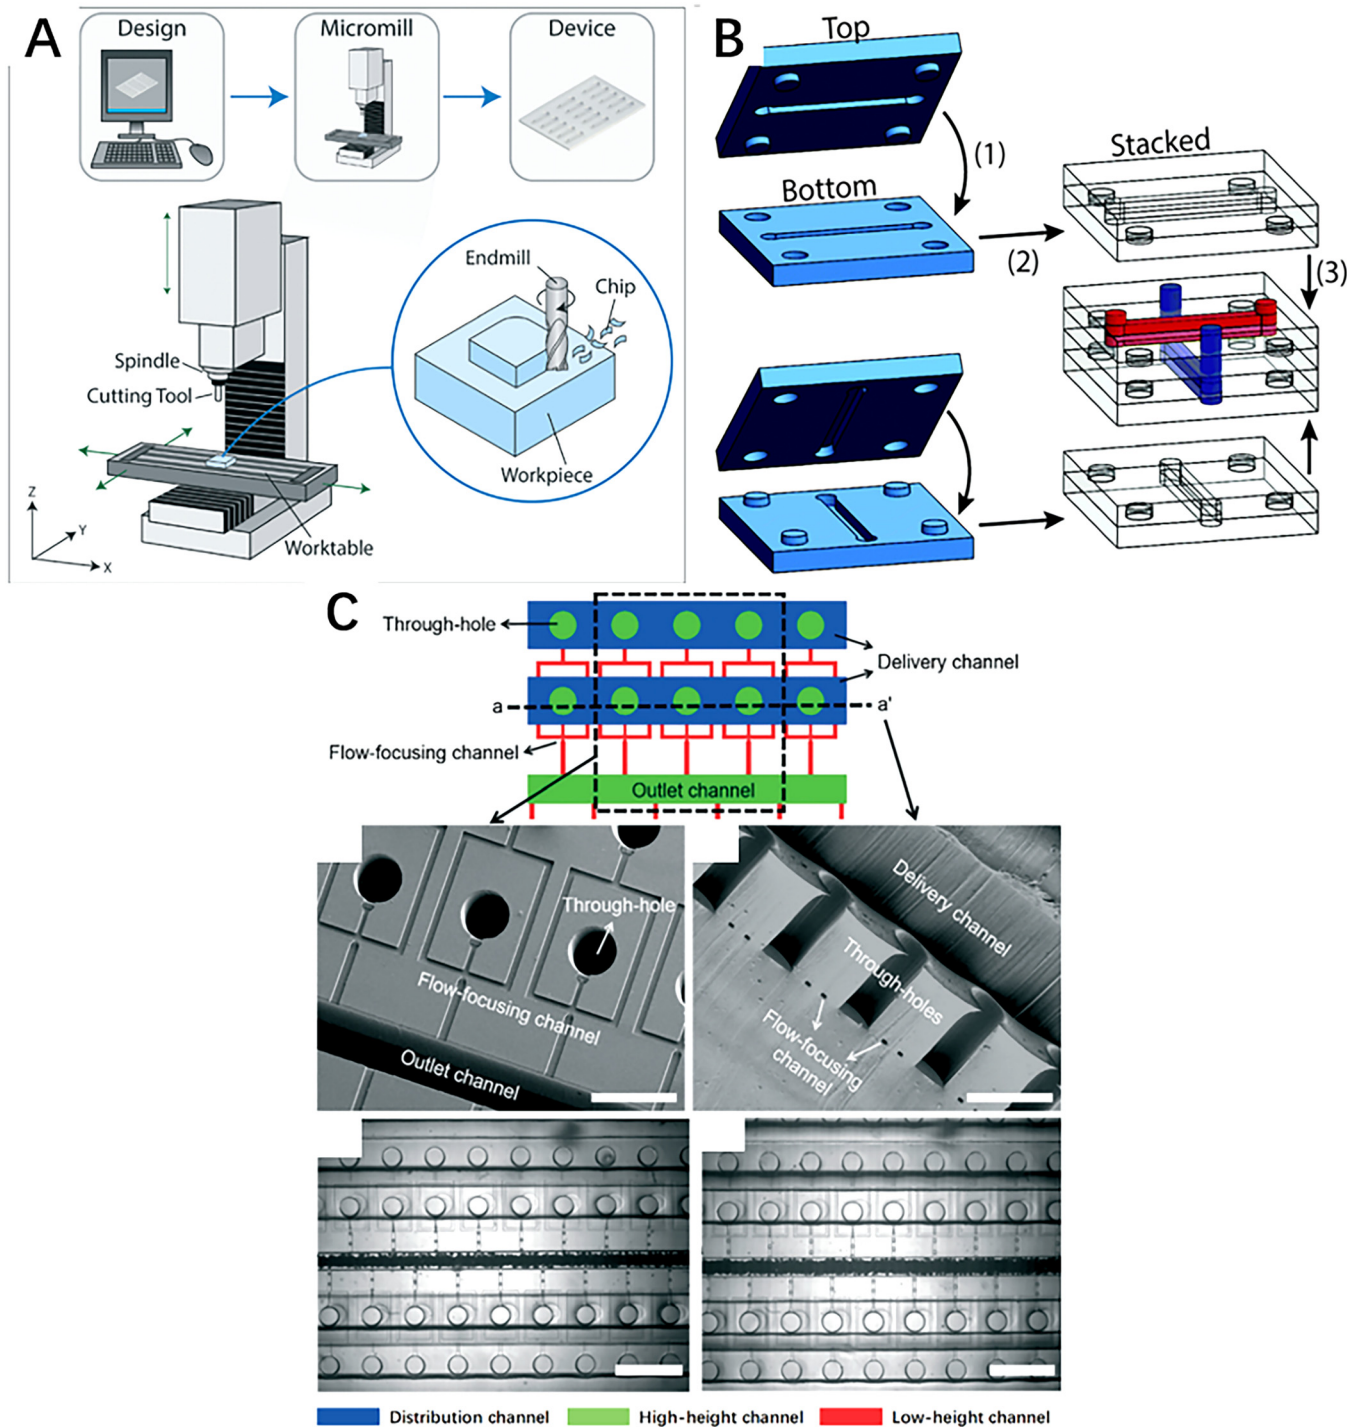 A
Design
Micromill
Device
Spindle
Cutting Tool
Endmill
Chip
Workpiece
Worktable
Z
Y
X
B
Top
(1)
Bottom
Stacked
(2)
(3)
C
Through-hole
Delivery channel
a
a'
Flow-focusing channel
Outlet channel
Through-hole
Flow-focusing channel
Outlet channel
Delivery channel
Through-holes
Flow-focusing
channel
Distribution channel
High-height channel
Low-height channel